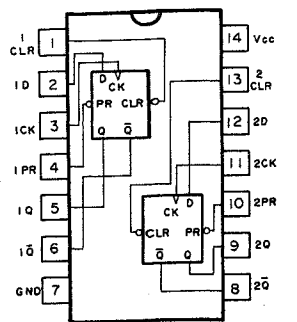 1
CLR
1
14
Vcc
1D
2
13
2
CLR
D
CK
PR
CLR
Q
Q̅
1CK
3
12
2D
1PR
4
11
2CK
1Q
5
10
2PR
1Q̅
6
9
2Q
GND
7
8
2Q̅
CK
D
CLR
PR
Q̅
Q